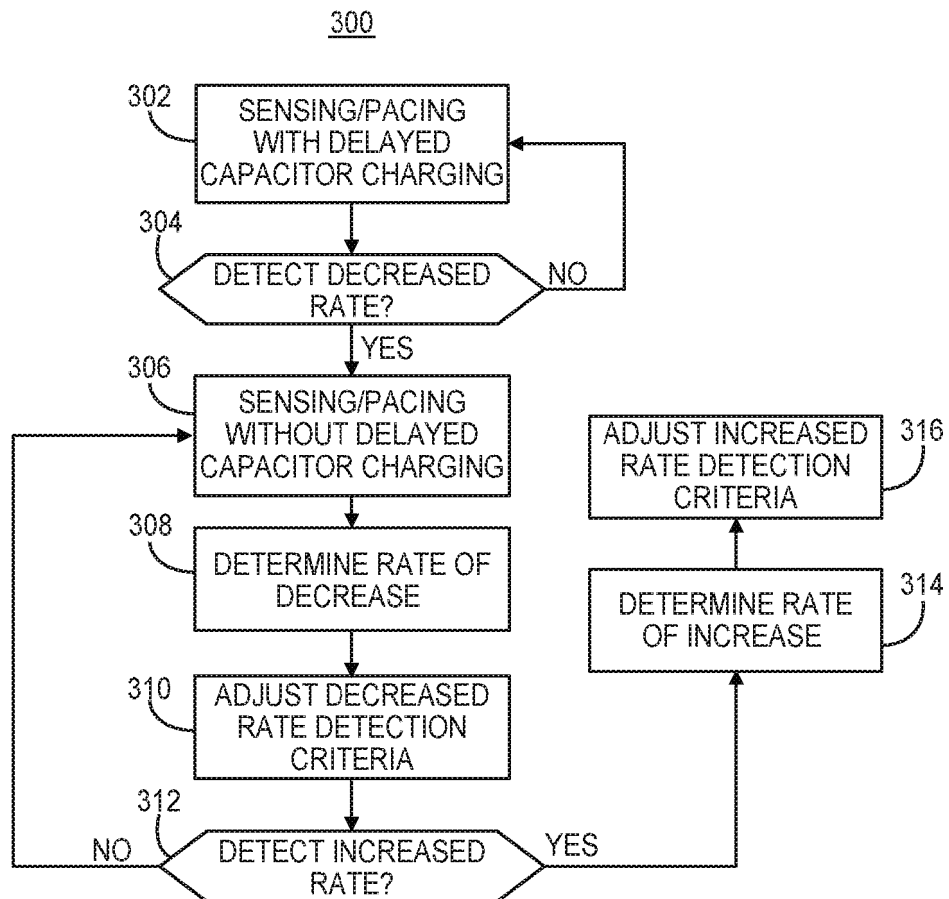 300
302
SENSING/PACING
WITH DELAYED
CAPACITOR CHARGING
304
DETECT DECREASED
RATE?
NO
YES
306
SENSING/PACING
WITHOUT DELAYED
CAPACITOR CHARGING
308
DETERMINE RATE OF
DECREASE
310
ADJUST DECREASED
RATE DETECTION
CRITERIA
312
DETECT INCREASED
RATE?
NO
YES
314
DETERMINE RATE
OF INCREASE
316
ADJUST INCREASED
RATE DETECTION
CRITERIA